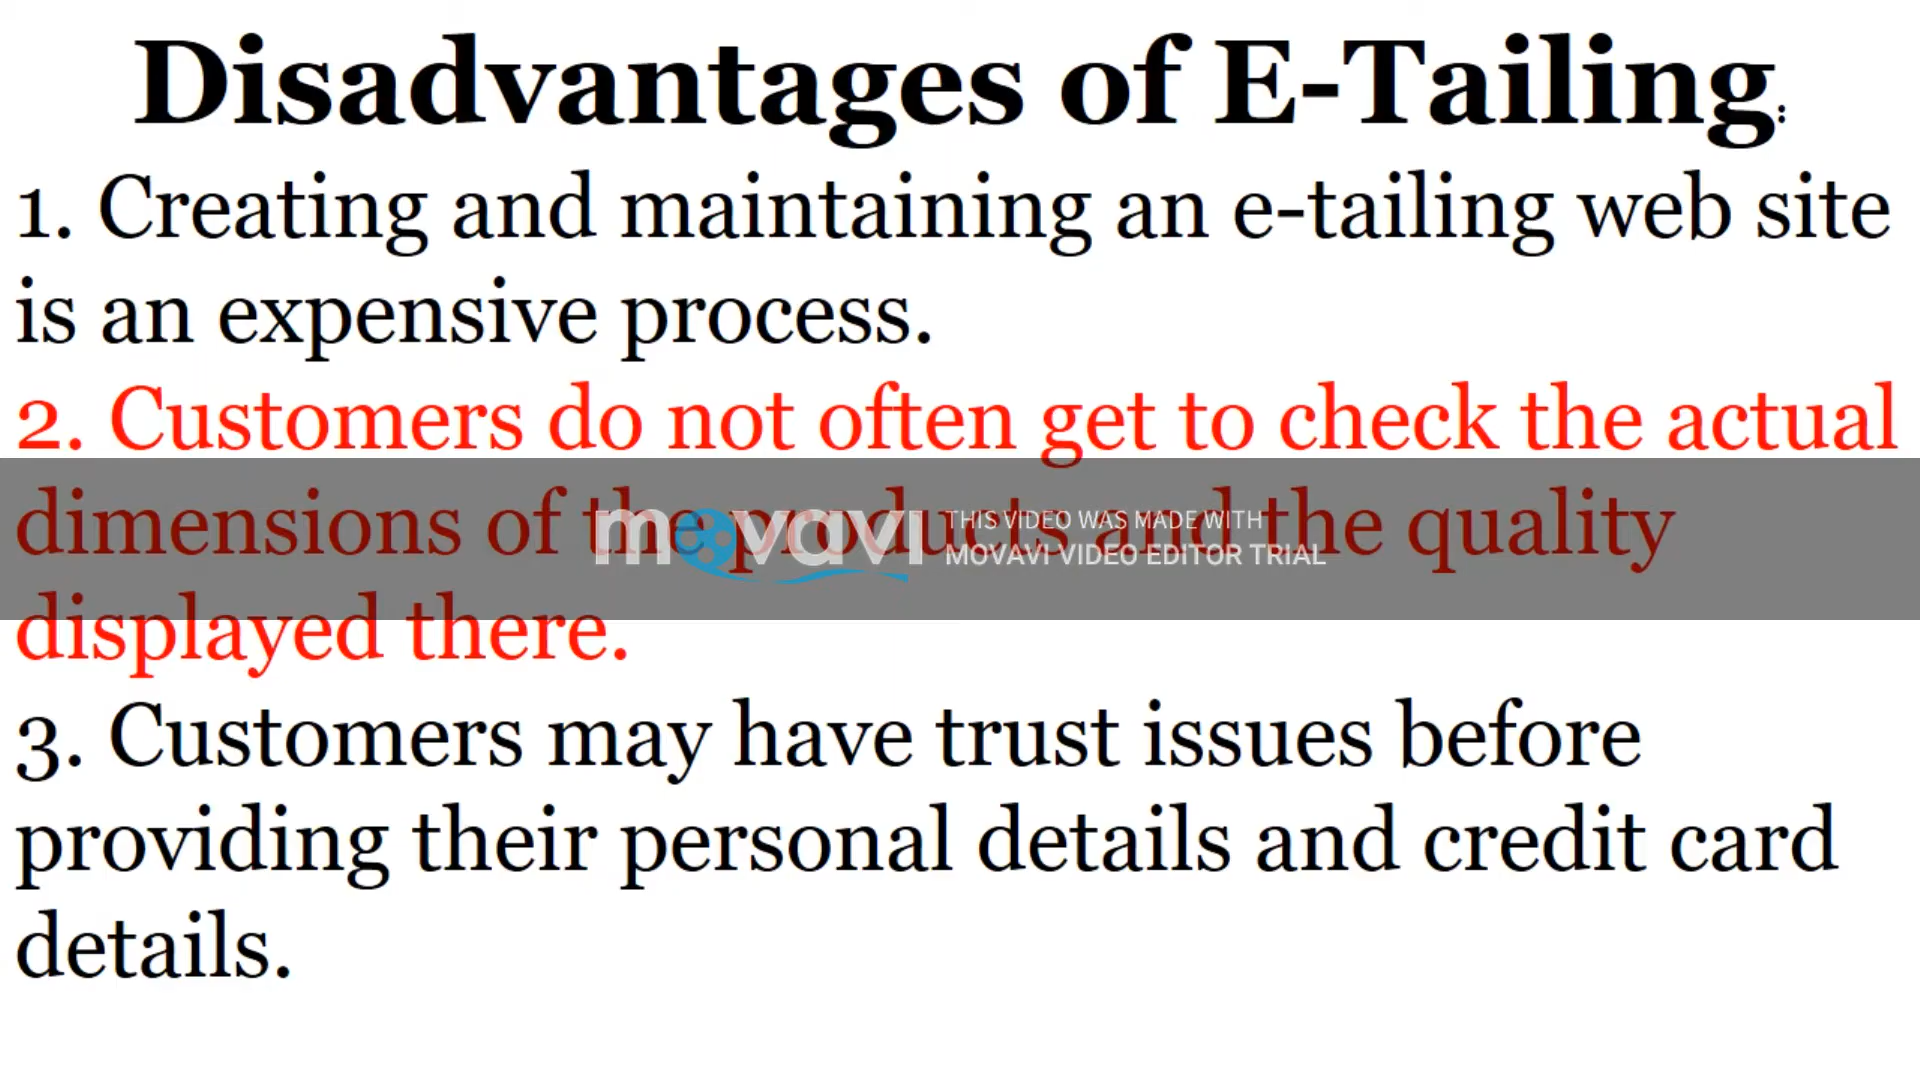 Disadvantages of E-Tailing:
1. Creating and maintaining an e-tailing web site
is an expensive process.
2. Customers do not often get to check the actual
dimensions of the products and the quality
movavi
THIS VIDEO WAS MADE WITH
MOVAVI VIDEO EDITOR TRIAL
displayed there.
3. Customers may have trust issues before
providing their personal details and credit card
details.